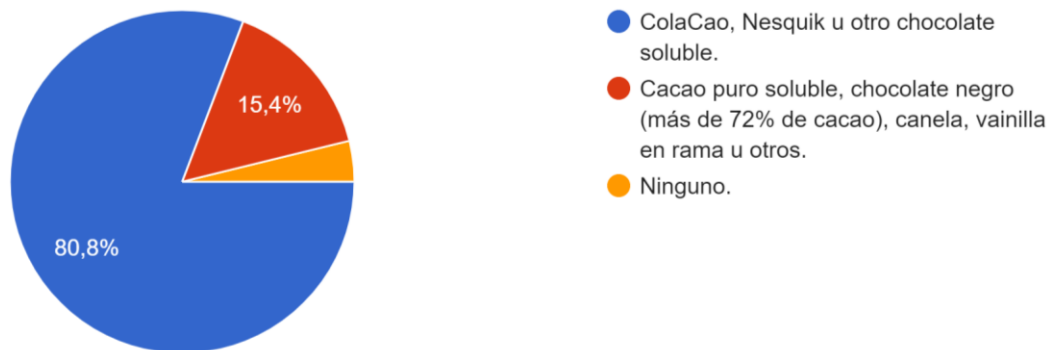 ColaCao, Nesquik u otro chocolate
soluble.
15,4%
Cacao puro soluble, chocolate negro
(más de 72% de cacao), canela, vainilla
en rama u otros.
Ninguno.
80,8%